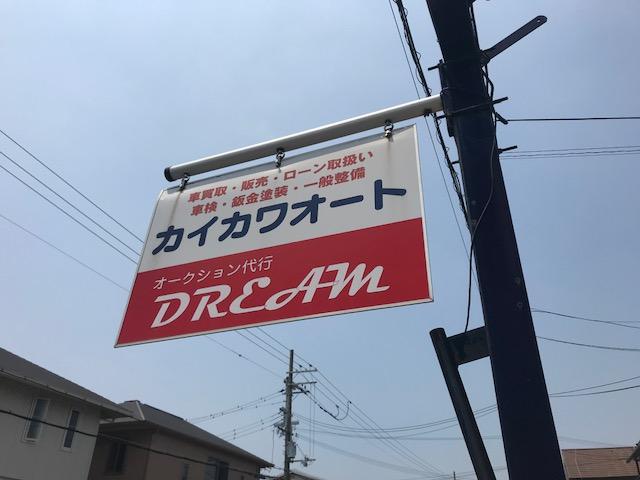 車買取・販売・ローン取扱い
車検・鈑金塗装・一般整備
カイカワオート
オークション代行
DREAM